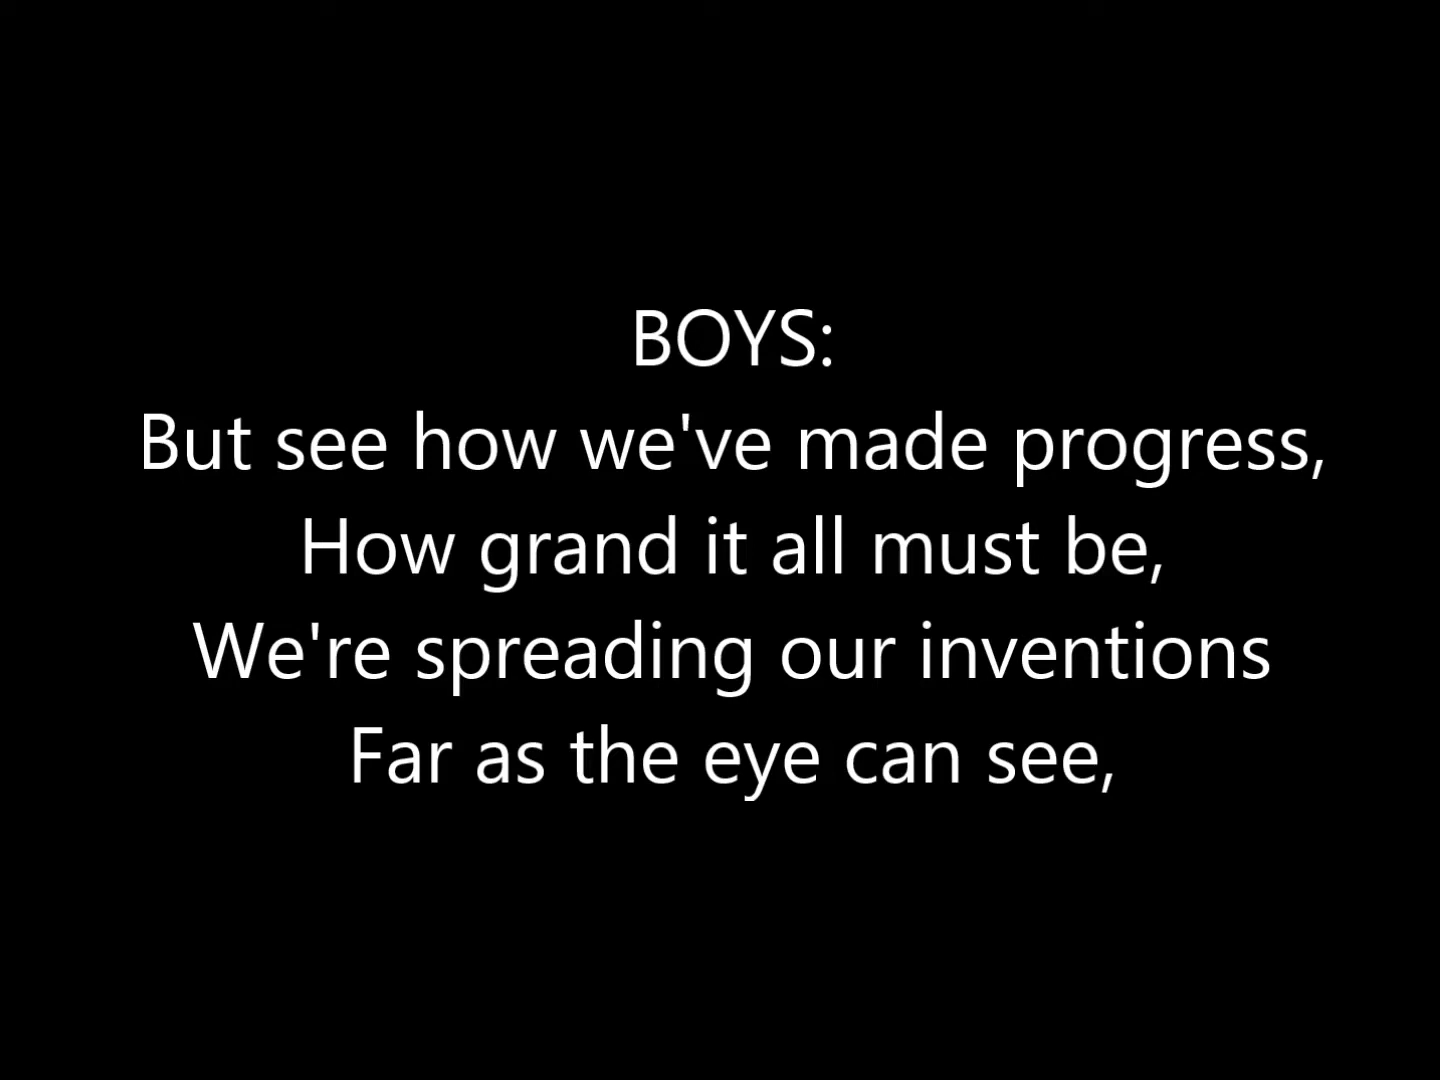 BOYS:
But see how we've made progress,
How grand it all must be,
We're spreading our inventions
Far as the eye can see,